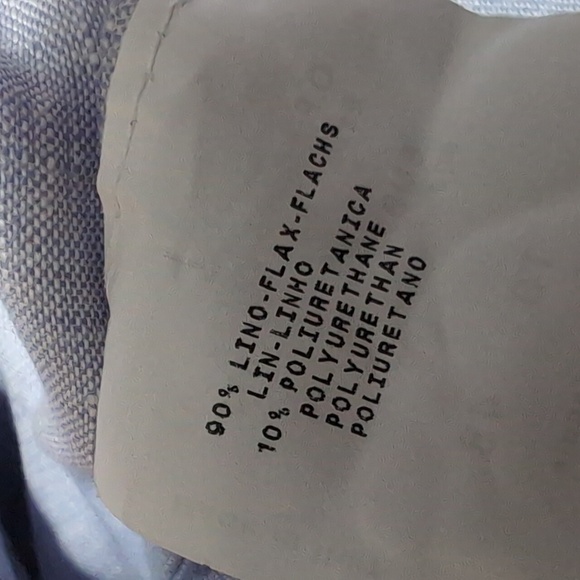 90% LINO-FLAX-FLACHS
LIN-LINHO
10% POLIURETANICA
POLYURETHANE
POLYURETHAN
POLIURETANO